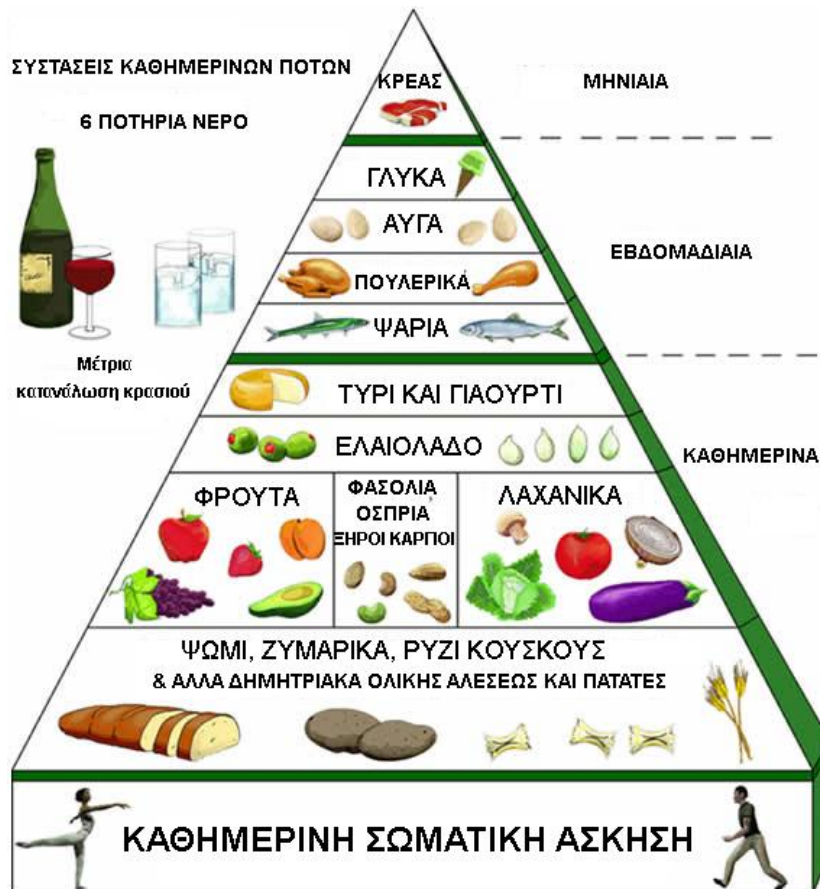 ΣΥΣΤΑΣΕΙΣ ΚΑΘΗΜΕΡΙΝΩΝ ΠΟΤΩΝ
6 ΠΟΤΗΡΙΑ ΝΕΡΟ
Μέτρια
κατανάλωση κρασιού
ΚΡΕΑΣ
ΜΗΝΙΑΙΑ
ΓΛΥΚΑ
ΑΥΓΑ
ΠΟΥΛΕΡΙΚΑ
ΨΑΡΙΑ
ΕΒΔΟΜΑΔΙΑΙΑ
ΤΥΡΙ ΚΑΙ ΓΙΑΟΥΡΤΙ
ΕΛΑΙΟΛΑΔΟ
ΚΑΘΗΜΕΡΙΝΑ
ΦΡΟΥΤΑ
ΦΑΣΟΛΙΑ,
ΟΣΠΡΙΑ,
ΞΗΡΟΙ ΚΑΡΠΟΙ
ΛΑΧΑΝΙΚΑ
ΨΩΜΙ, ΖΥΜΑΡΙΚΑ, ΡΥΖΙ ΚΟΥΣΚΟΥΣ
& ΑΛΛΑ ΔΗΜΗΤΡΙΑΚΑ ΟΛΙΚΗΣ ΑΛΕΣΕΩΣ ΚΑΙ ΠΑΤΑΤΕΣ
ΚΑΘΗΜΕΡΙΝΗ ΣΩΜΑΤΙΚΗ ΑΣΚΗΣΗ